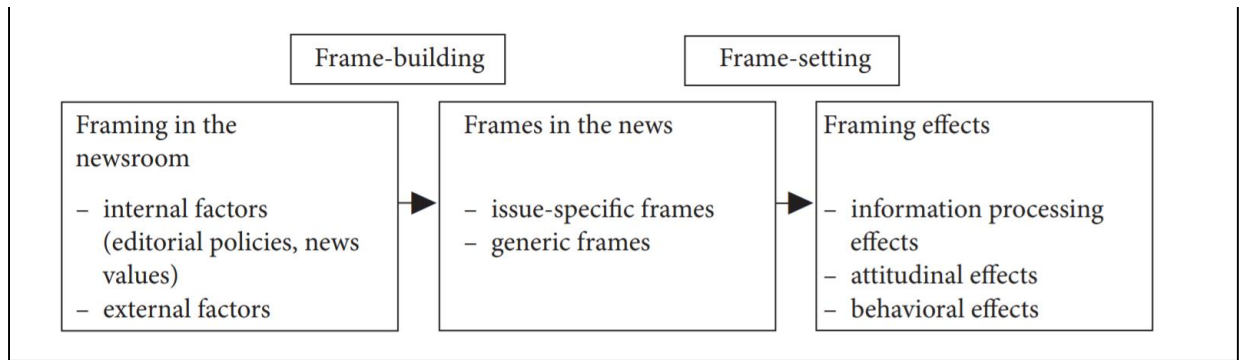 Frame-building
Frame-setting
Framing in the
newsroom
– internal factors
(editorial policies, news
values)
– external factors
Frames in the news
– issue-specific frames
– generic frames
Framing effects
– information processing
effects
– attitudinal effects
– behavioral effects